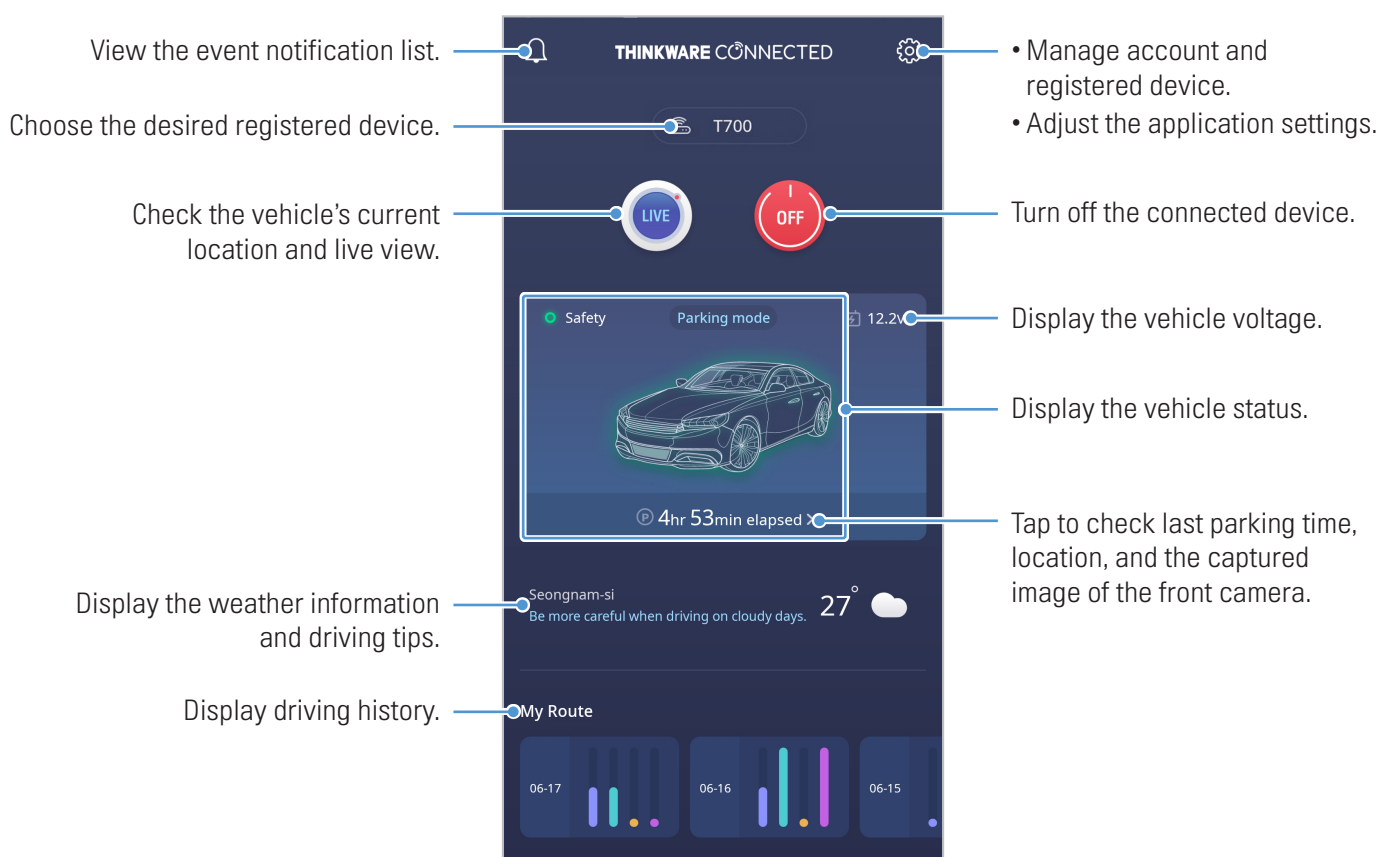 View the event notification list.
THINKWARE CONNECTED
• Manage account and
registered device.
• Adjust the application settings.
Choose the desired registered device.
T700
Check the vehicle's current
location and live view.
LIVE
OFF
Turn off the connected device.
Safety
Parking mode
12.2v
Display the vehicle voltage.
Display the vehicle status.
P 4hr 53min elapsed
Tap to check last parking time,
location, and the captured
image of the front camera.
Display the weather information
and driving tips.
Seongnam-si
Be more careful when driving on cloudy days.
27°
Display driving history.
My Route
06-17
06-16
06-15